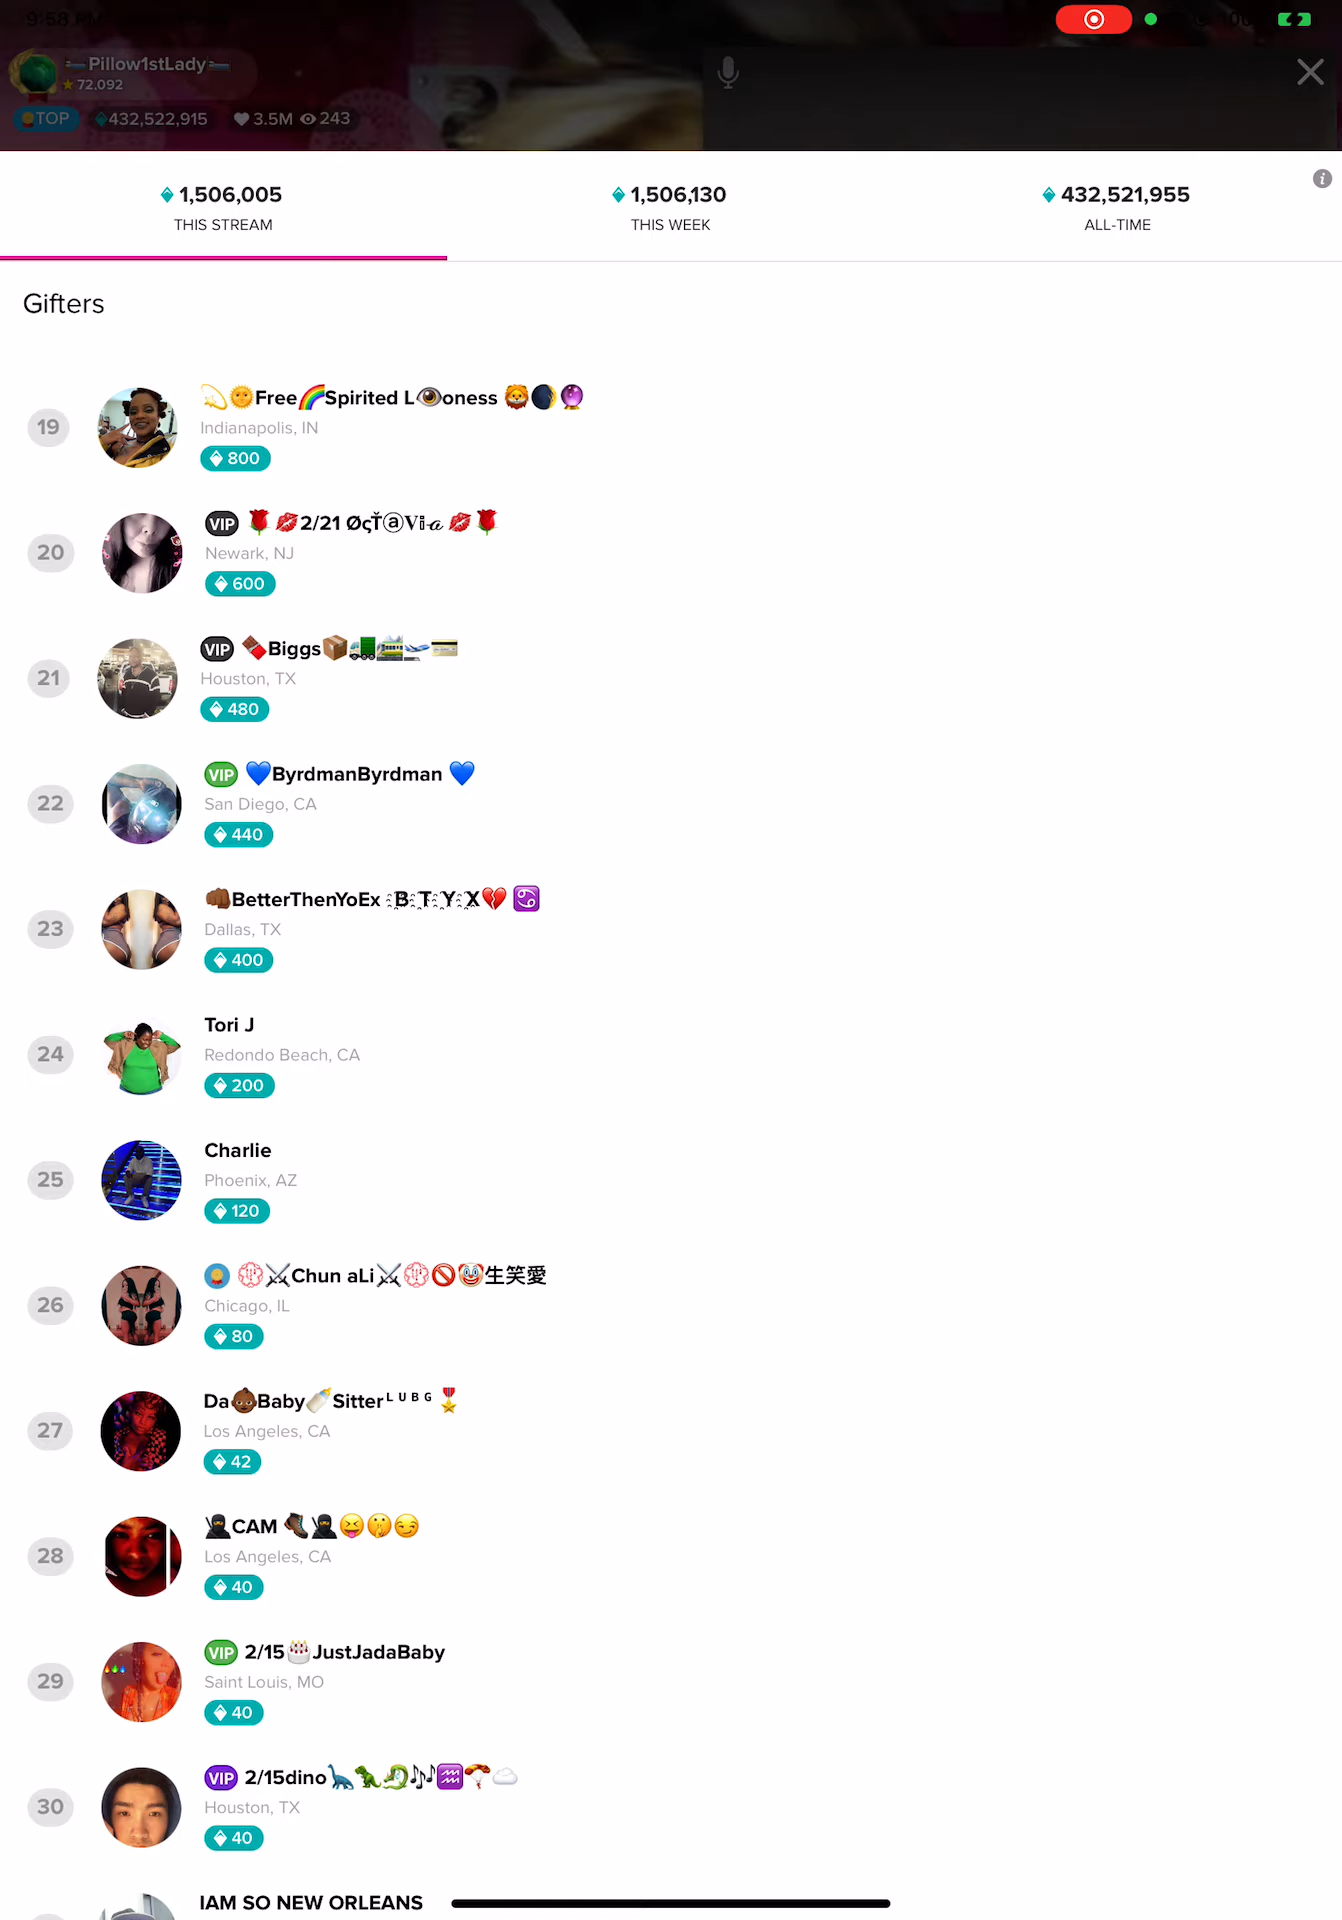 9:58 PM
Pillow1stLady
72,092
TOP 432,522,915 3.5M 243
1,506,005
THIS STREAM
1,506,130
THIS WEEK
432,521,955
ALL-TIME
Gifters
19
💫🌞Free🌈Spirited L👁oness 🦁🌒🔮
Indianapolis, IN
800
20
VIP 🌹💋2/21 ØçŤⓐVⅈ𝒶 💋🌹
Newark, NJ
600
21
VIP 🍫Biggs📦🚛🚞🛫💳
Houston, TX
480
22
VIP 💙ByrdmanByrdman 💙
San Diego, CA
440
23
👊🏾BetterThenYoEx B T Y X💔 ♋
Dallas, TX
400
24
Tori J
Redondo Beach, CA
200
25
Charlie
Phoenix, AZ
120
26
💮⚔Chun aLi⚔💮🚫🤡生笑愛
Chicago, IL
80
27
Da👶🏾Baby🍼Sitter ᴸ ᵁ ᴮ ᴳ 🎖
Los Angeles, CA
42
28
🥷CAM 🥾🥷😝🤫😏
Los Angeles, CA
40
29
VIP 2/15🎂JustJadaBaby
Saint Louis, MO
40
30
VIP 2/15dino🦕🦖🐉🎶♒🪂☁
Houston, TX
40
IAM SO NEW ORLEANS